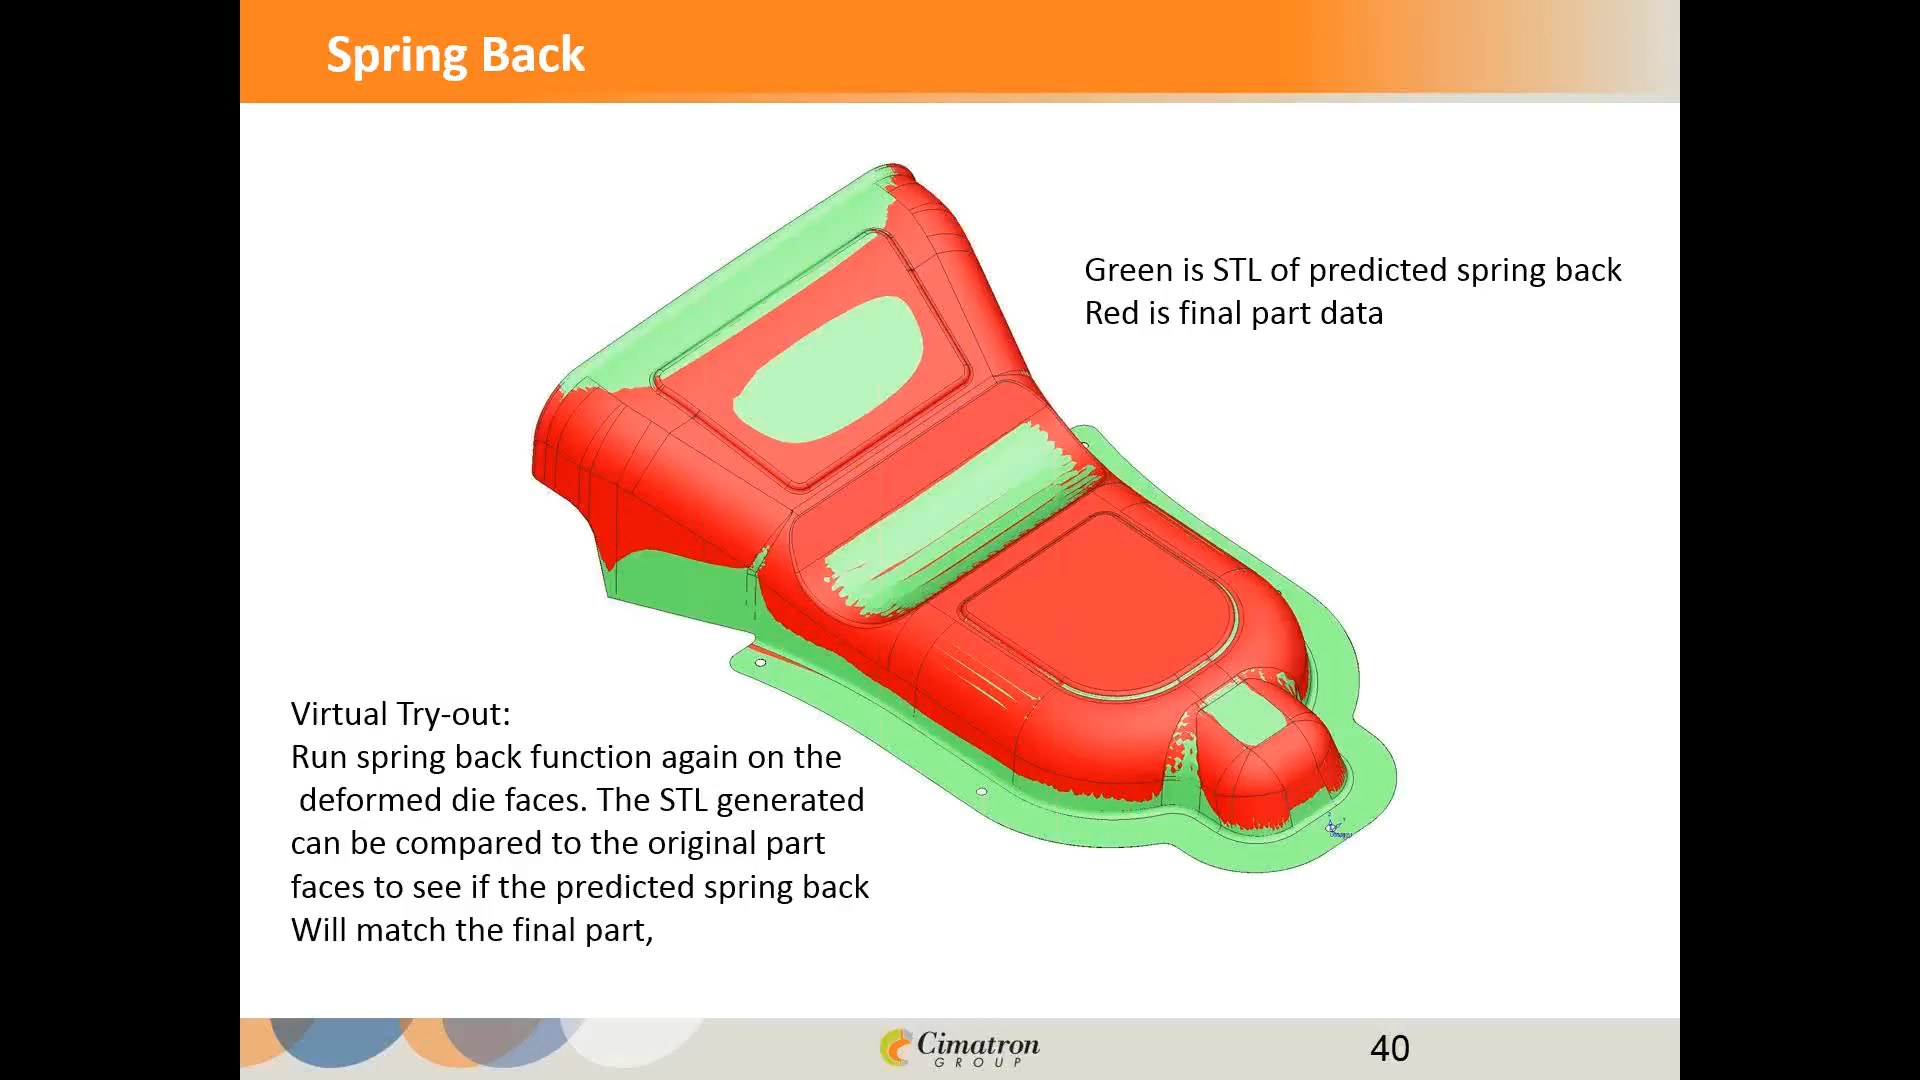 Spring Back
Green is STL of predicted spring back
Red is final part data
Virtual Try-out:
Run spring back function again on the
deformed die faces. The STL generated
can be compared to the original part
faces to see if the predicted spring back
Will match the final part,
Cimatron
GROUP
40